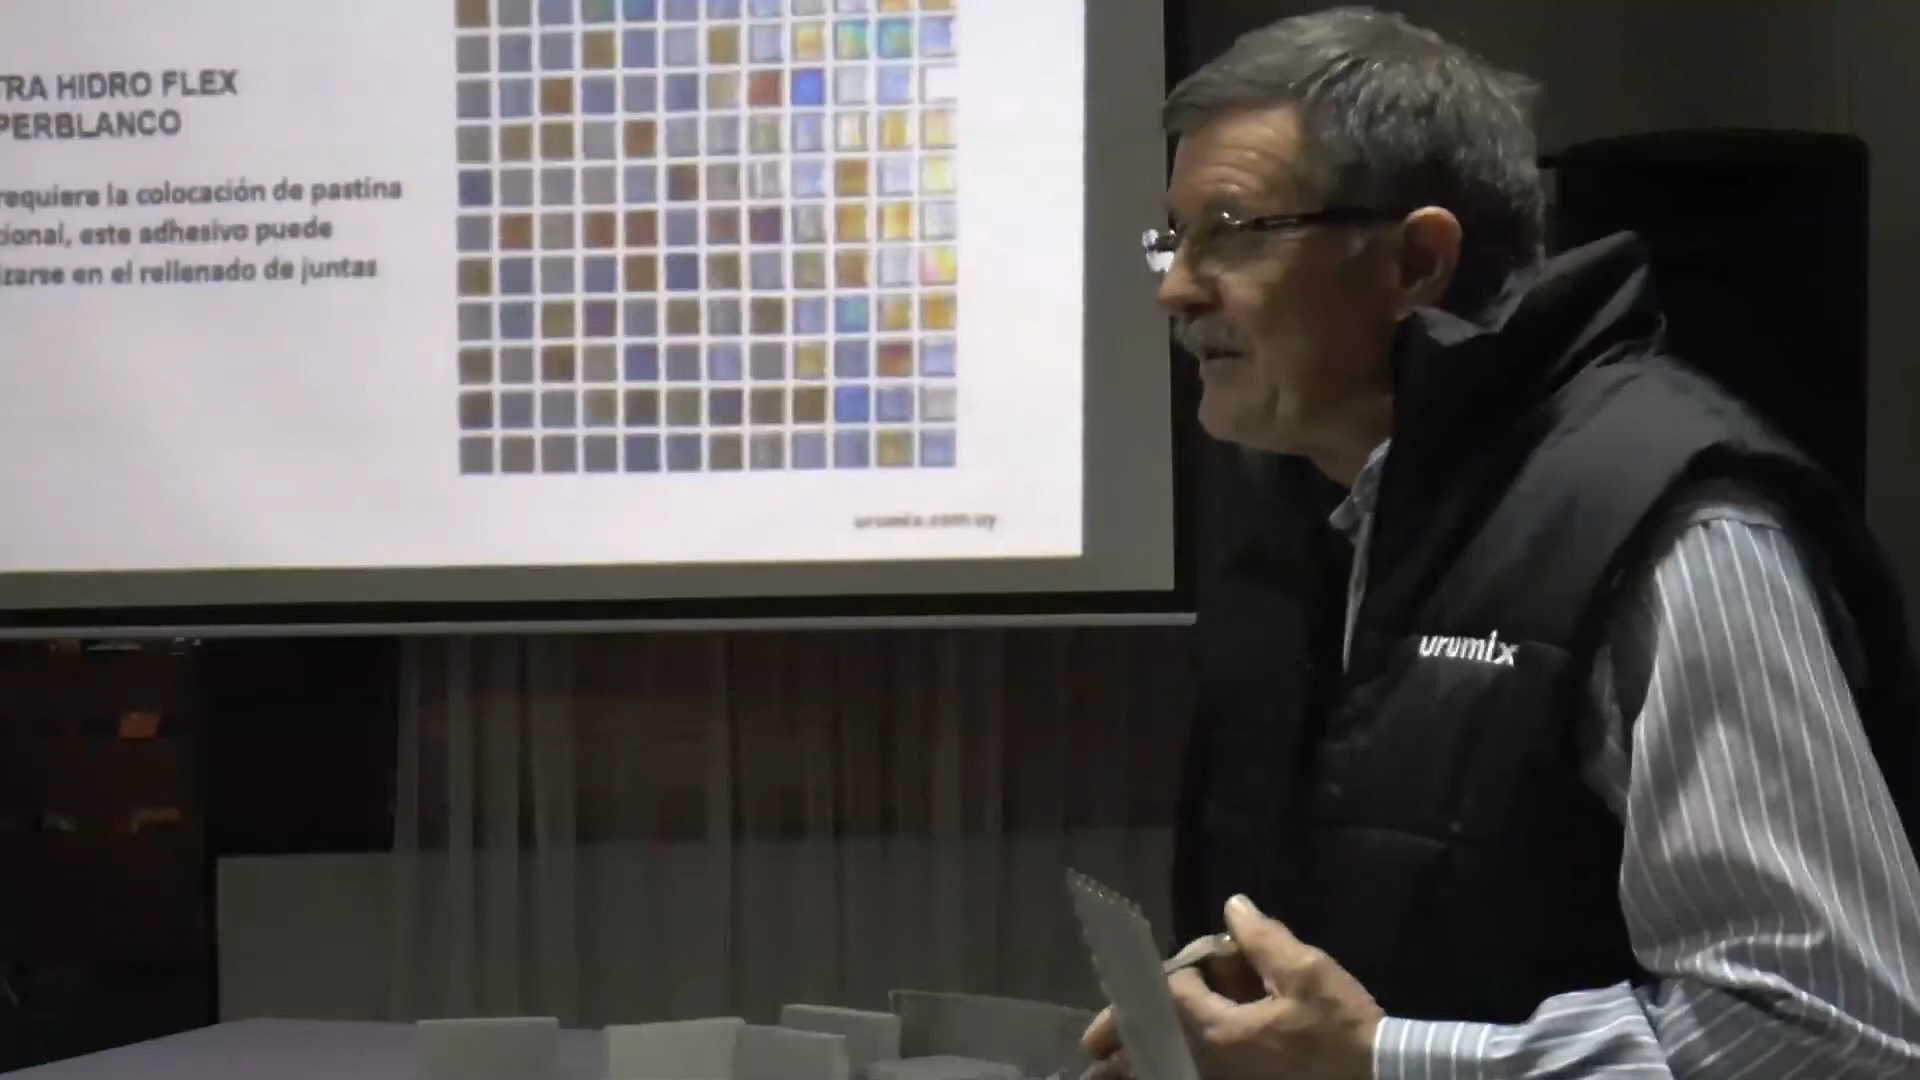 TRA HIDRO FLEX
PERBLANCO
requiere la colocación de pastina
cional, este adhesivo puede
izarse en el rellenado de juntas
urumix.com.uy
urumix